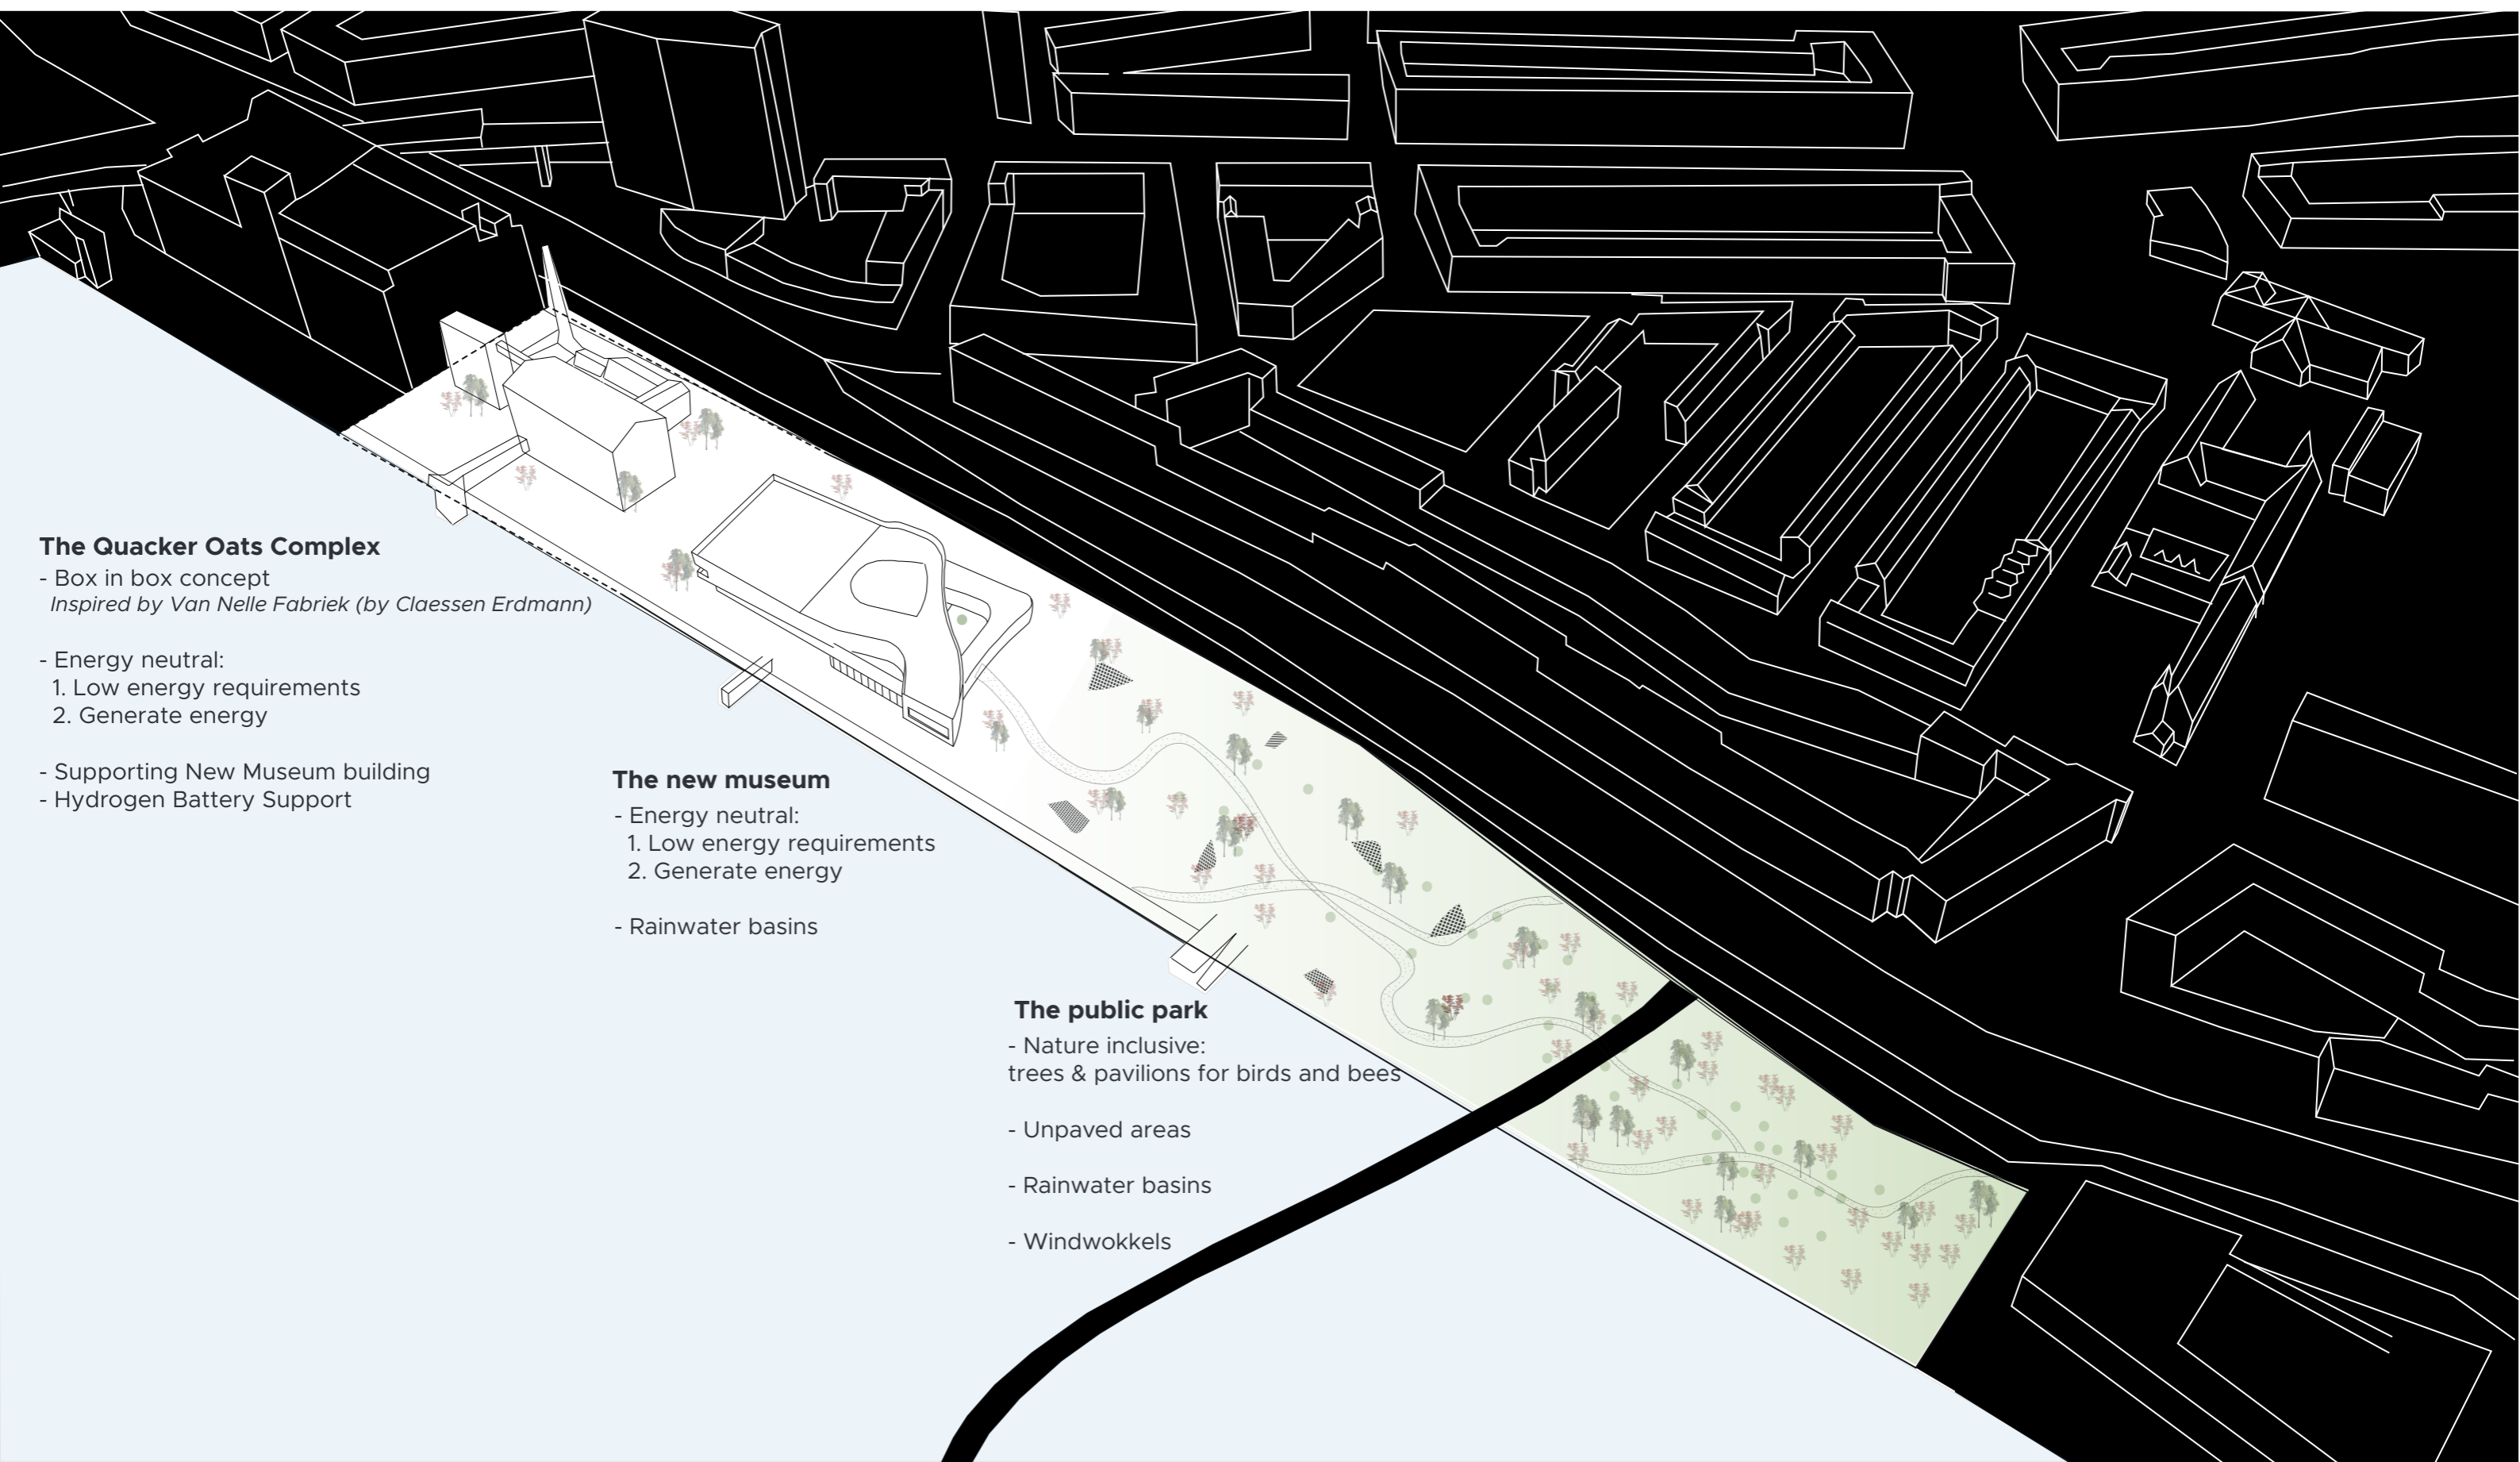 The Quacker Oats Complex
- Box in box concept
Inspired by Van Nelle Fabriek (by Claessen Erdmann)
- Energy neutral:
1. Low energy requirements
2. Generate energy
- Supporting New Museum building
- Hydrogen Battery Support
The new museum
- Energy neutral:
1. Low energy requirements
2. Generate energy
- Rainwater basins
The public park
- Nature inclusive:
trees & pavilions for birds and bees
- Unpaved areas
- Rainwater basins
- Windwokkels